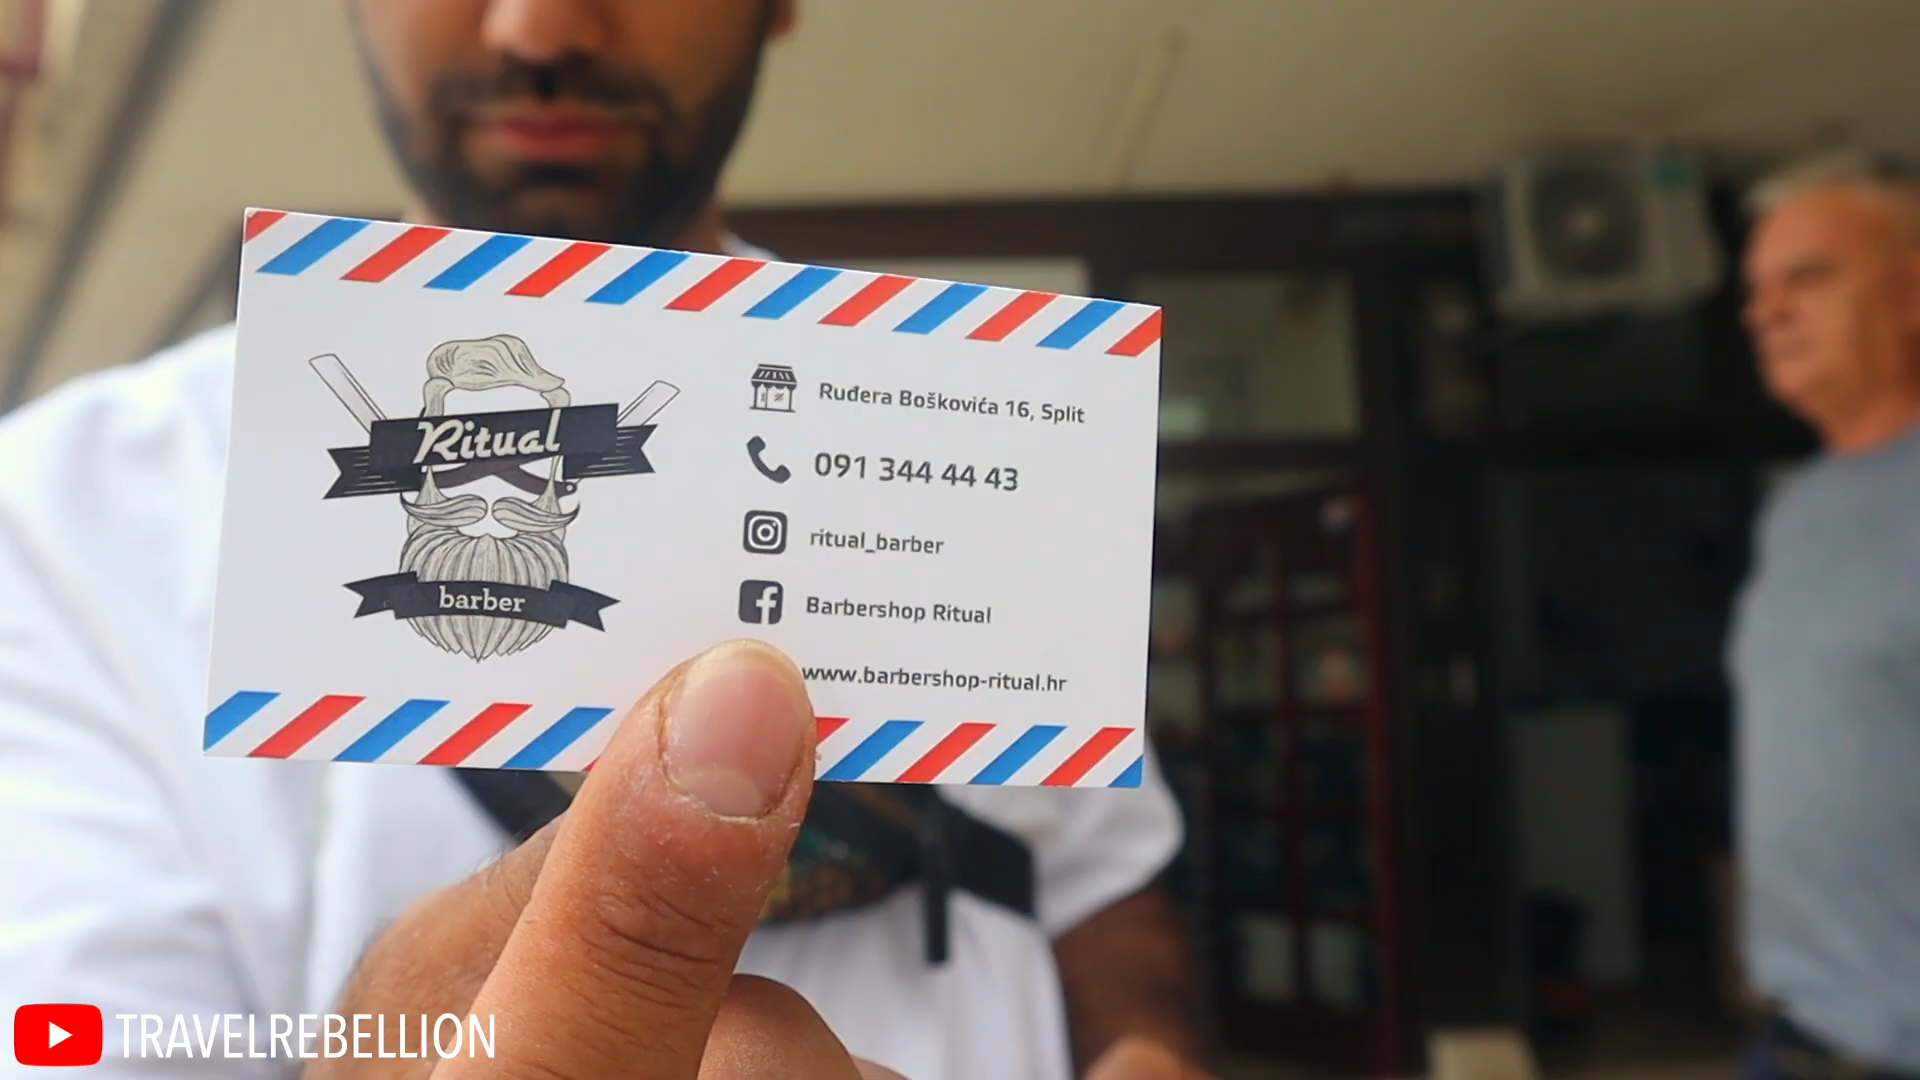 Ritual
barber
Ruđera Boškovića 16, Split
091 344 44 43
ritual_barber
Barbershop Ritual
www.barbershop-ritual.hr
TRAVELREBELLION